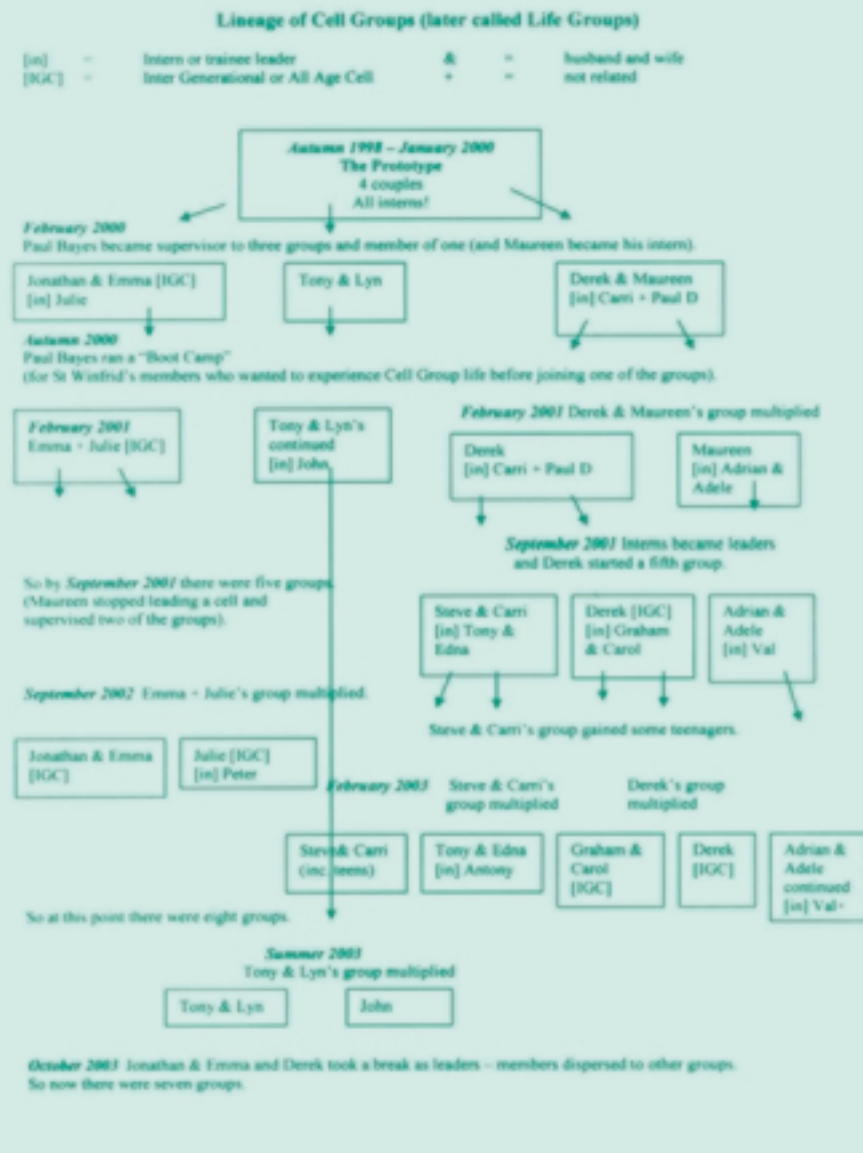 Lineage of Cell Groups (later called Life Groups)
[in] = Intern or trainee leader & = husband and wife
[IGC] = Inter Generational or All Age Cell + = not related
Autumn 1998 – January 2000
The Prototype
4 couples
All interns!
February 2000
Paul Bayes became supervisor to three groups and member of one (and Maureen became his intern).
Jonathan & Emma [IGC]
[in] Julie
Tony & Lyn
Derek & Maureen
[in] Carri + Paul D
Autumn 2000
Paul Bayes ran a "Boot Camp"
(for St Winfrid's members who wanted to experience Cell Group life before joining one of the groups).
February 2001
Emma + Julie [IGC]
Tony & Lyn's
continued
[in] John
February 2001 Derek & Maureen's group multiplied
Derek
[in] Carri + Paul D
Maureen
[in] Adrian &
Adele
September 2001 Interns became leaders
and Derek started a fifth group.
So by September 2001 there were five groups.
(Maureen stopped leading a cell and
supervised two of the groups).
Steve & Carri
[in] Tony &
Edna
Derek [IGC]
[in] Graham
& Carol
Adrian &
Adele
[in] Val
September 2002 Emma + Julie's group multiplied.
Steve & Carri's group gained some teenagers.
Jonathan & Emma
[IGC]
Julie [IGC]
[in] Peter
February 2003 Steve & Carri's
group multiplied
Derek's group
multiplied
Steve & Carri
(inc. teens)
Tony & Edna
[in] Antony
Graham &
Carol
[IGC]
Derek
[IGC]
Adrian &
Adele
continued
[in] Val+
So at this point there were eight groups.
Summer 2003
Tony & Lyn's group multiplied
Tony & Lyn
John
October 2003 Jonathan & Emma and Derek took a break as leaders – members dispersed to other groups.
So now there were seven groups.